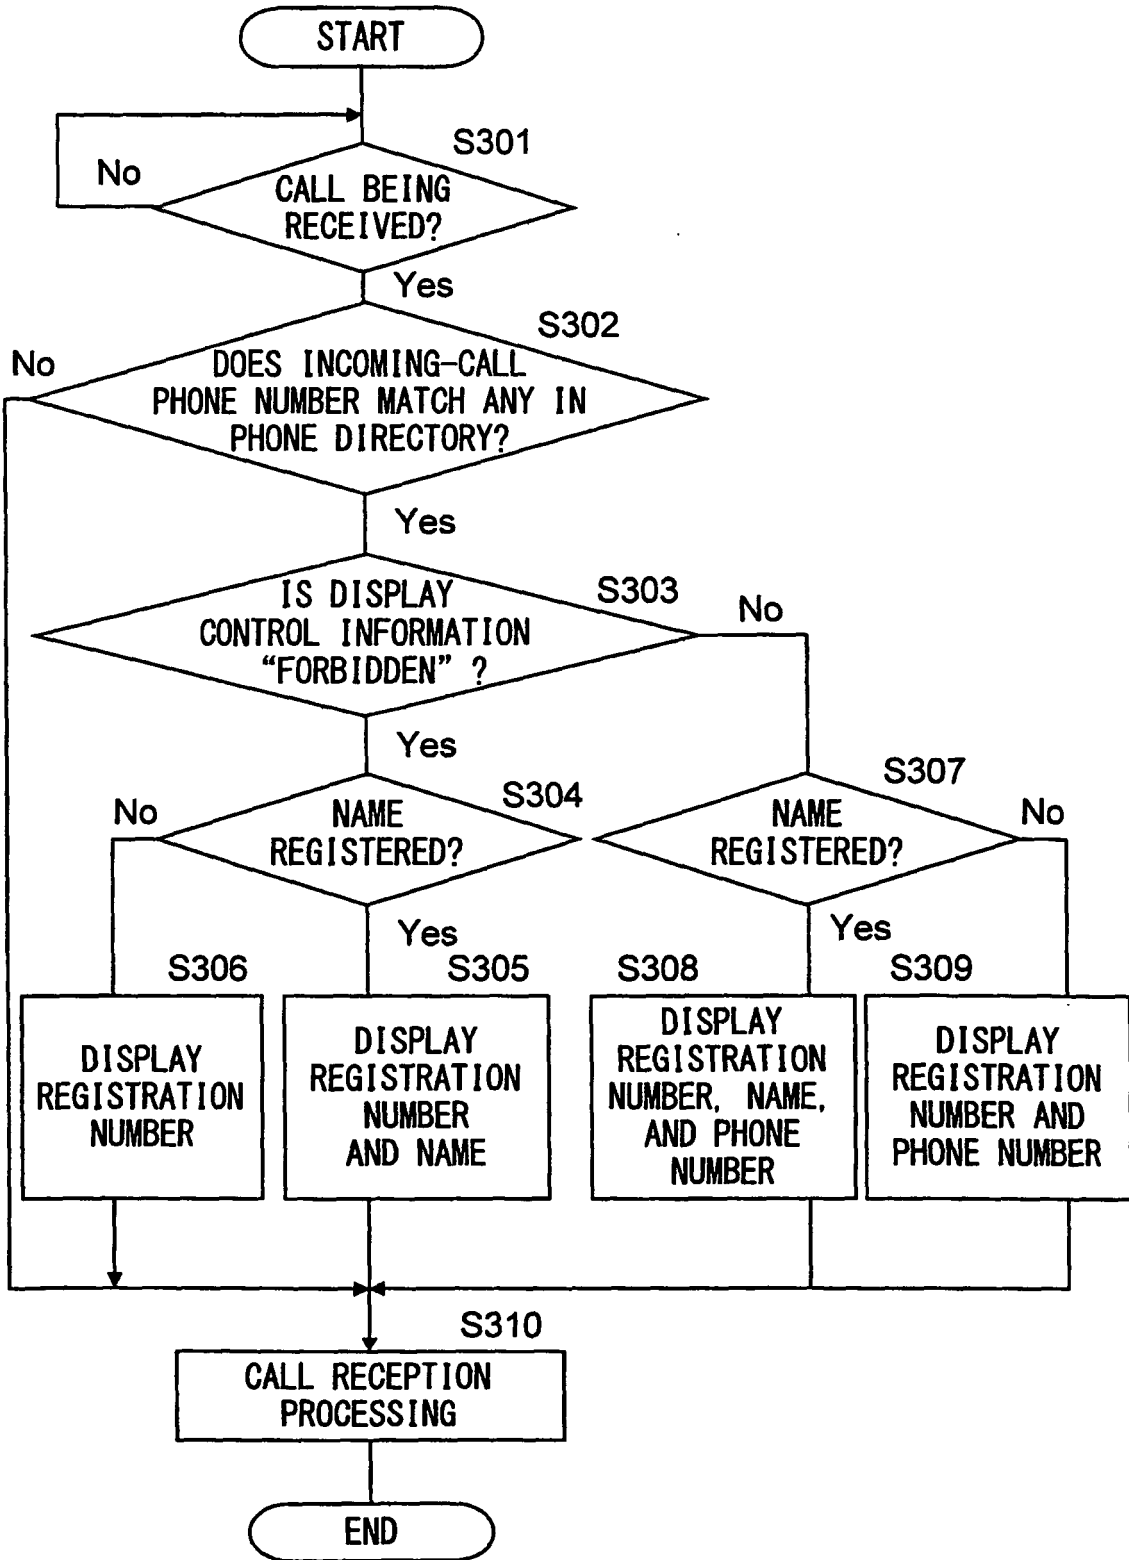 START
S301
No
CALL BEING
RECEIVED?
Yes
S302
No
DOES INCOMING-CALL
PHONE NUMBER MATCH ANY IN
PHONE DIRECTORY?
Yes
S303
No
IS DISPLAY
CONTROL INFORMATION
“FORBIDDEN” ?
Yes
S304
No
NAME
REGISTERED?
Yes
S307
No
NAME
REGISTERED?
Yes
S306
DISPLAY
REGISTRATION
NUMBER
S305
DISPLAY
REGISTRATION
NUMBER
AND NAME
S308
DISPLAY
REGISTRATION
NUMBER, NAME,
AND PHONE
NUMBER
S309
DISPLAY
REGISTRATION
NUMBER AND
PHONE NUMBER
S310
CALL RECEPTION
PROCESSING
END